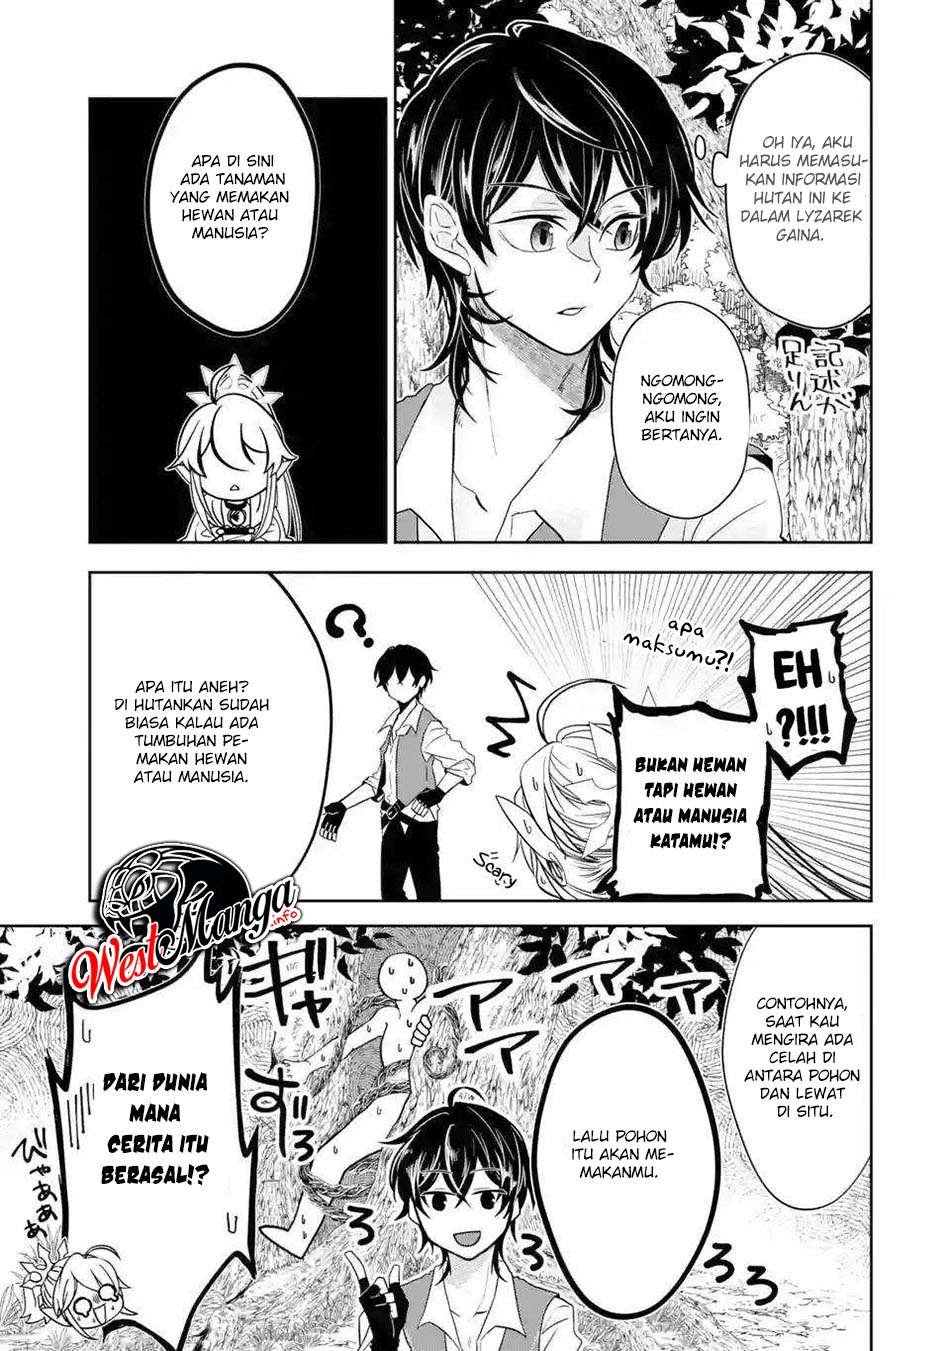 OH IYA, AKU
HARUS MEMASU-
KAN INFORMASI
HUTAN INI KE
DALAM LYZAREK
GAINA.
記述が
足りん
NGOMONG-
NGOMONG,
AKU INGIN
BERTANYA.
APA DI SINI
ADA TANAMAN
YANG MEMAKAN
HEWAN ATAU
MANUSIA?
EH
?!!!
apa
maksumu?!
BUKAN HEWAN
TAPI HEWAN
ATAU MANUSIA
KATAMU!?
Scary
?
APA ITU ANEH?
DI HUTANKAN SUDAH
BIASA KALAU ADA
TUMBUHAN PE-
MAKAN HEWAN
ATAU MANUSIA.
WestManga
.info
CONTOHNYA,
SAAT KAU
MENGIRA ADA
CELAH DI
ANTARA POHON
DAN LEWAT
DI SITU.
ギャアアア
LALU POHON
ITU AKAN ME-
MAKANMU.
ろろろ
ろろ
DARI DUNIA
MANA
CERITA ITU
BERASAL!?
びゃあああ